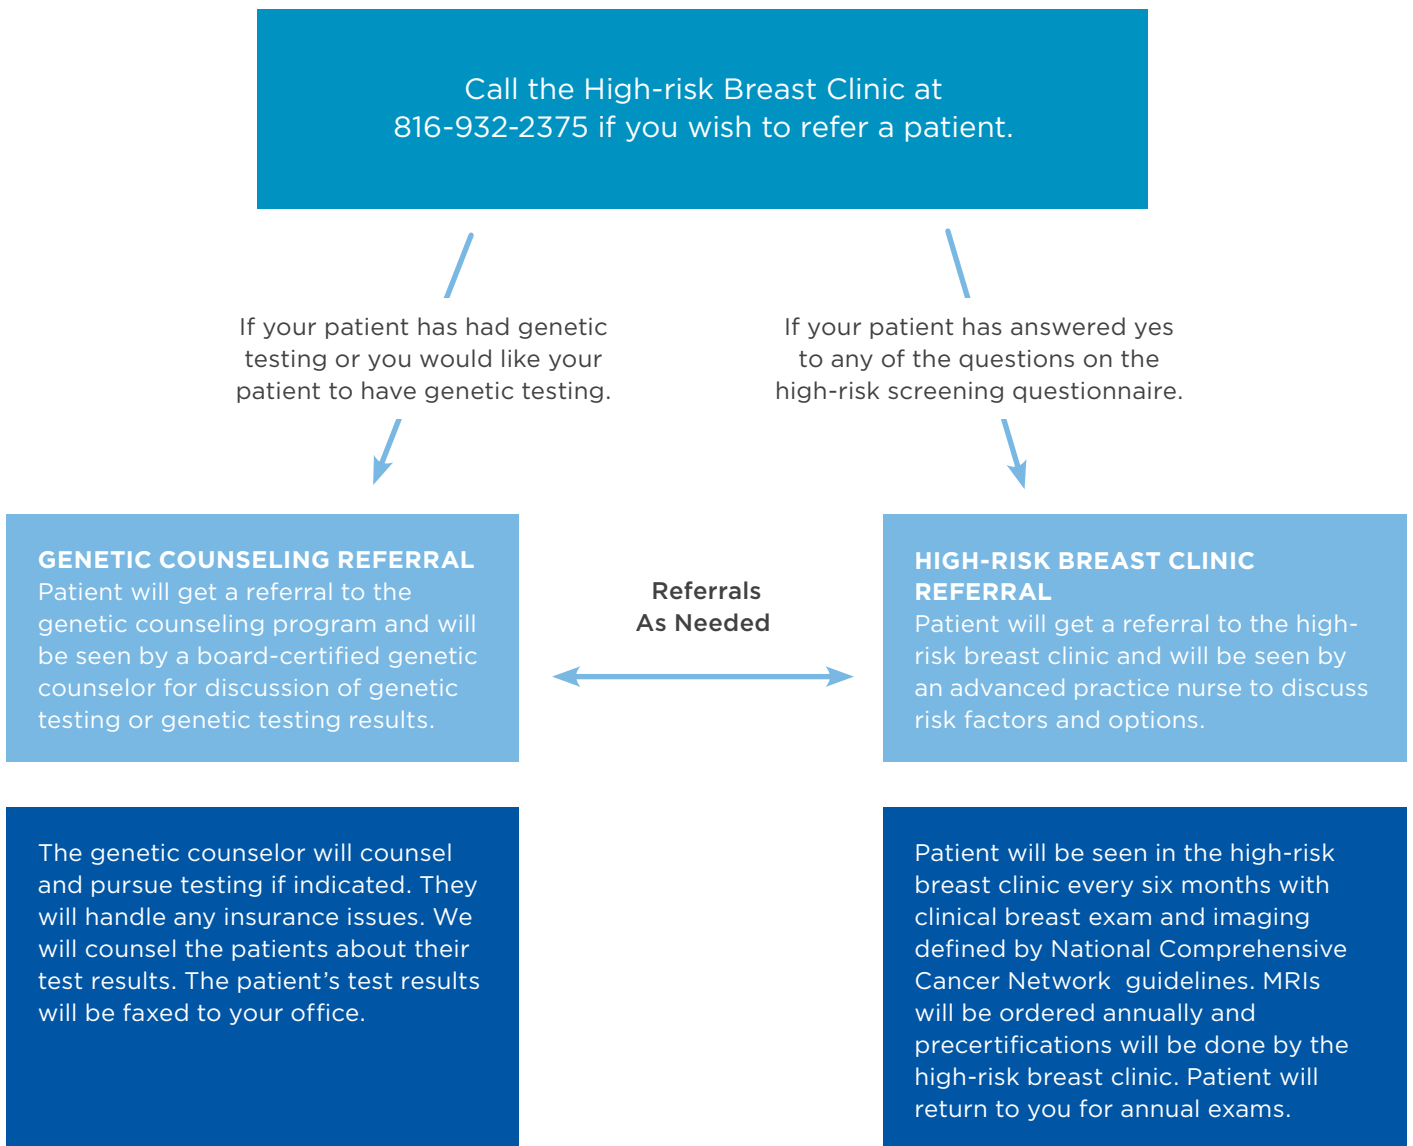 Call the High-risk Breast Clinic at
816-932-2375 if you wish to refer a patient.
If your patient has had genetic
testing or you would like your
patient to have genetic testing.
If your patient has answered yes
to any of the questions on the
high-risk screening questionnaire.
GENETIC COUNSELING REFERRAL
Patient will get a referral to the
genetic counseling program and will
be seen by a board-certified genetic
counselor for discussion of genetic
testing or genetic testing results.
Referrals
As Needed
HIGH-RISK BREAST CLINIC
REFERRAL
Patient will get a referral to the high-
risk breast clinic and will be seen by
an advanced practice nurse to discuss
risk factors and options.
The genetic counselor will counsel
and pursue testing if indicated. They
will handle any insurance issues. We
will counsel the patients about their
test results. The patient’s test results
will be faxed to your office.
Patient will be seen in the high-risk
breast clinic every six months with
clinical breast exam and imaging
defined by National Comprehensive
Cancer Network  guidelines. MRIs
will be ordered annually and
precertifications will be done by the
high-risk breast clinic. Patient will
return to you for annual exams.